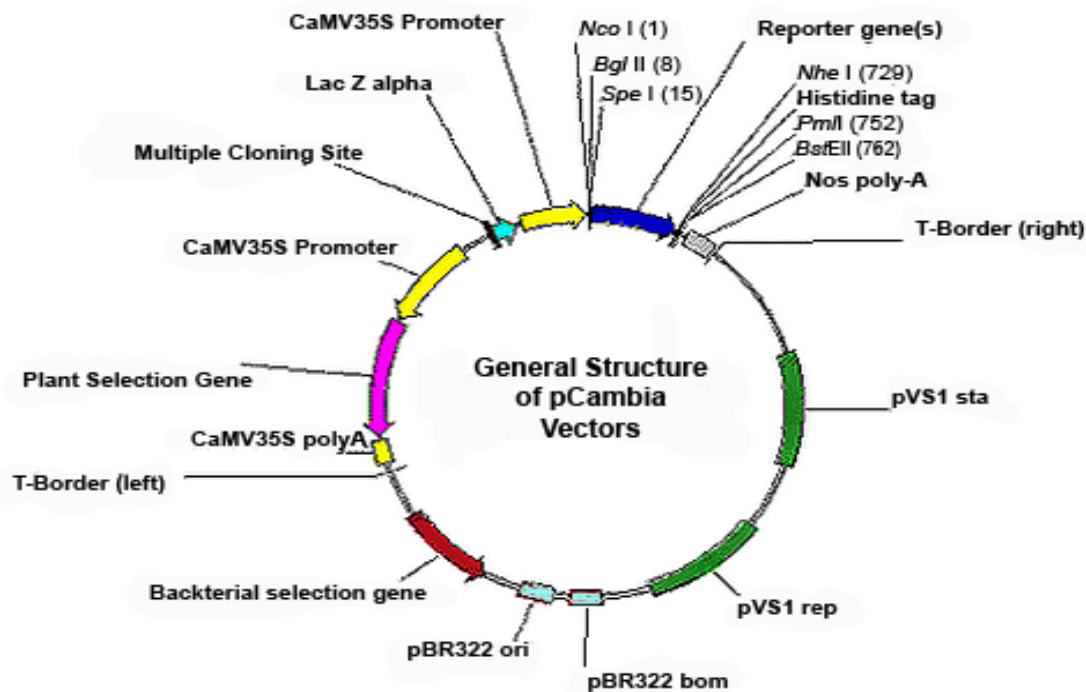 CaMV35S Promoter
Nco I (1)
Reporter gene(s)
Bgl II (8)
Nhe I (729)
Lac Z alpha
Spe I (15)
Histidine tag
PmlI (752)
Multiple Cloning Site
BstEII (762)
Nos poly-A
T-Border (right)
CaMV35S Promoter
General Structure
of pCambia
Vectors
Plant Selection Gene
pVS1 sta
CaMV35S polyA
T-Border (left)
Backterial selection gene
pVS1 rep
pBR322 ori
pBR322 bom